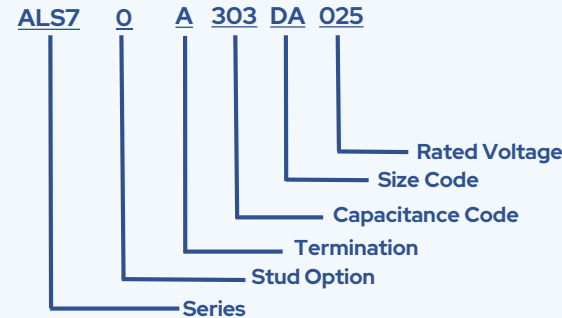 ALS7 0 A 303 DA 025
Rated Voltage
Size Code
Capacitance Code
Termination
Stud Option
Series